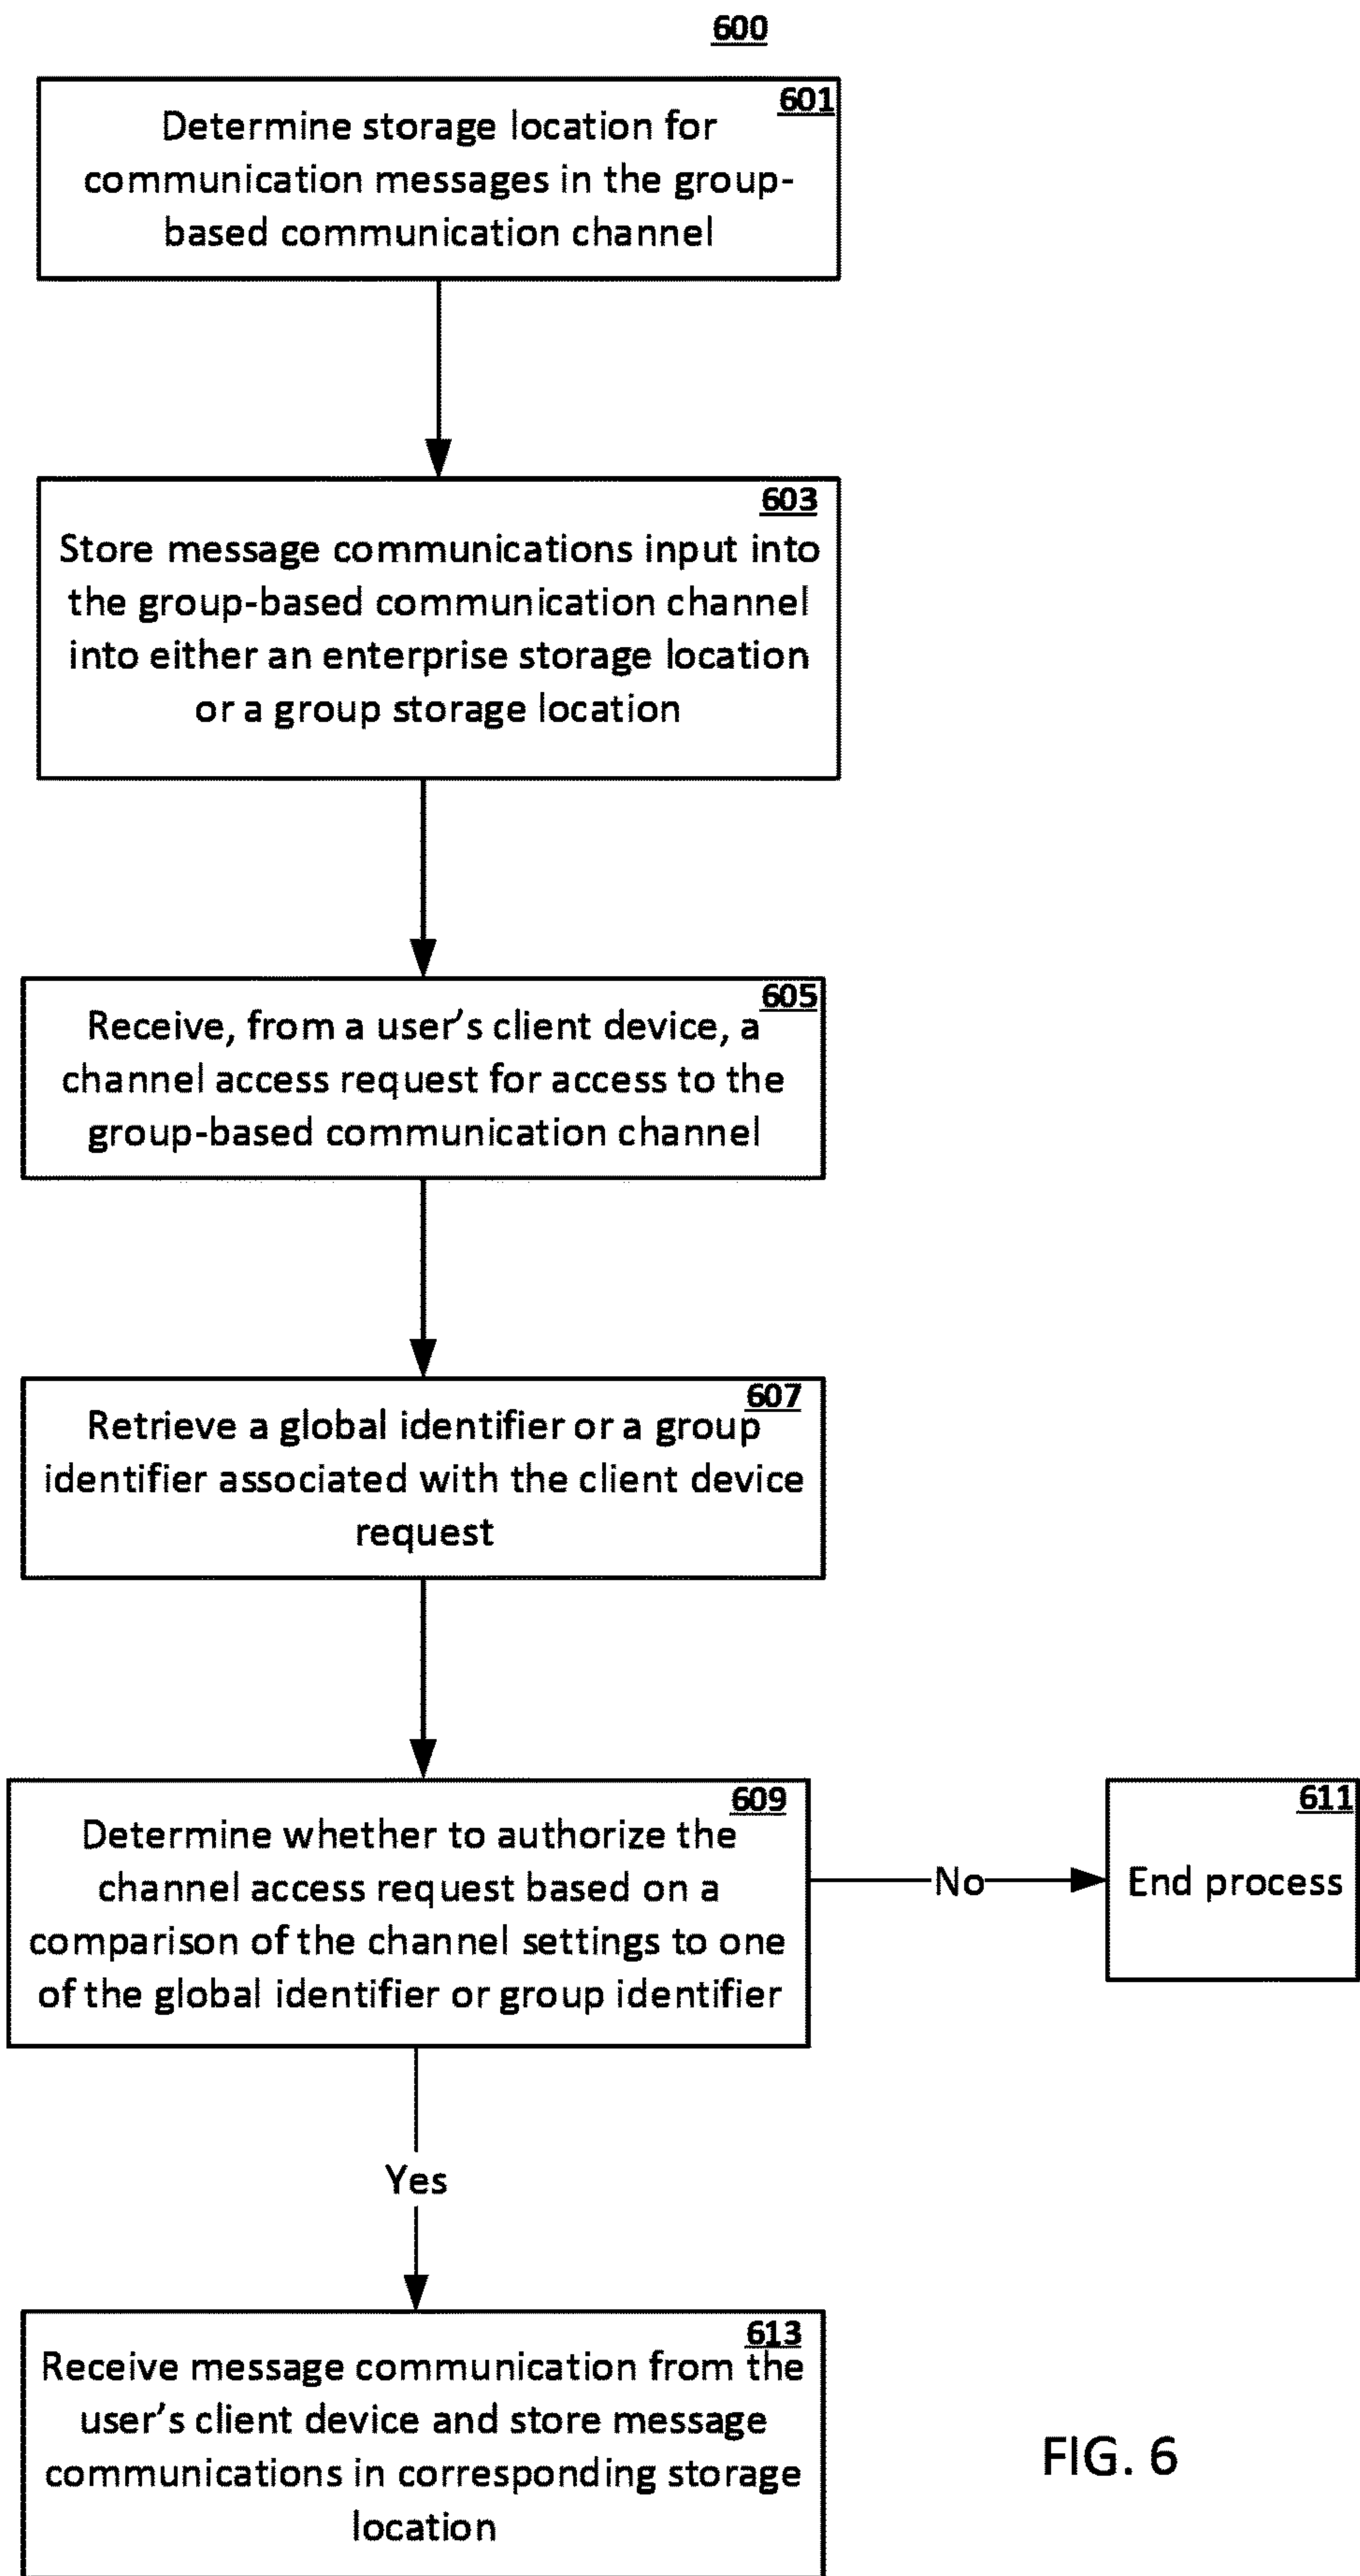 600
601
Determine storage location for
communication messages in the group-
based communication channel
603
Store message communications input into
the group-based communication channel
into either an enterprise storage location
or a group storage location
605
Receive, from a user's client device, a
channel access request for access to the
group-based communication channel
607
Retrieve a global identifier or a group
identifier associated with the client device
request
609
Determine whether to authorize the
channel access request based on a
comparison of the channel settings to one
of the global identifier or group identifier
No
611
End process
Yes
613
Receive message communication from the
user's client device and store message
communications in corresponding storage
location
FIG. 6